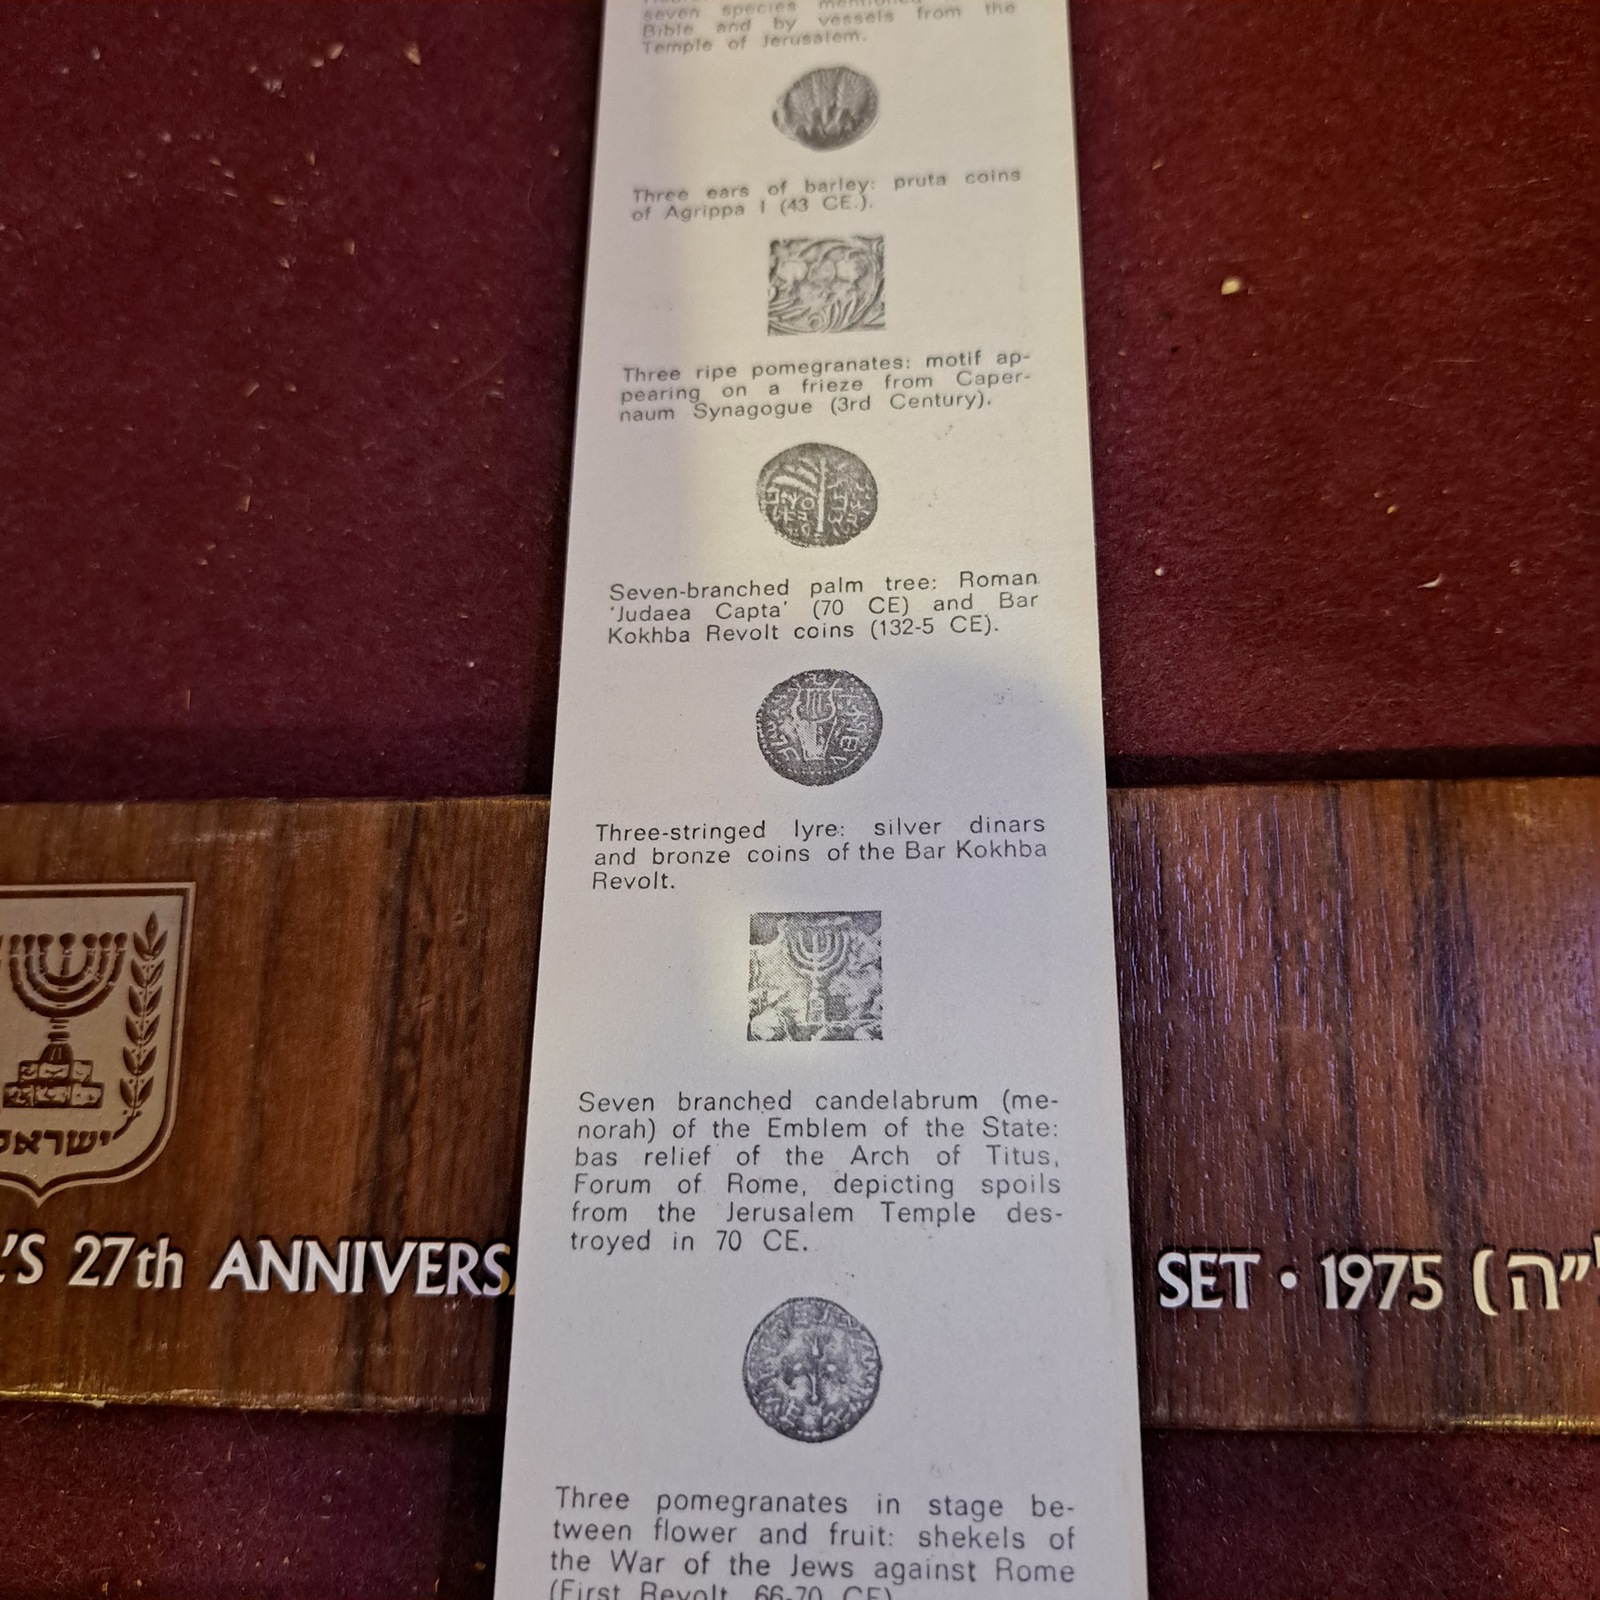 seven species mentioned
Bible and by vessels from the
Temple of Jerusalem.
Three ears of barley: pruta coins
of Agrippa I (43 CE.).
Three ripe pomegranates: motif ap-
pearing on a frieze from Caper-
naum Synagogue (3rd Century).
Seven-branched palm tree: Roman
'Judaea Capta' (70 CE) and Bar
Kokhba Revolt coins (132-5 CE).
Three-stringed lyre: silver dinars
and bronze coins of the Bar Kokhba
Revolt.
Seven branched candelabrum (me-
norah) of the Emblem of the State:
bas relief of the Arch of Titus,
Forum of Rome, depicting spoils
from the Jerusalem Temple des-
troyed in 70 CE.
Three pomegranates in stage be-
tween flower and fruit: shekels of
the War of the Jews against Rome
(First Revolt, 66-70 CE)
ישראל
'S 27th ANNIVERS
SET • 1975 (ל"ה